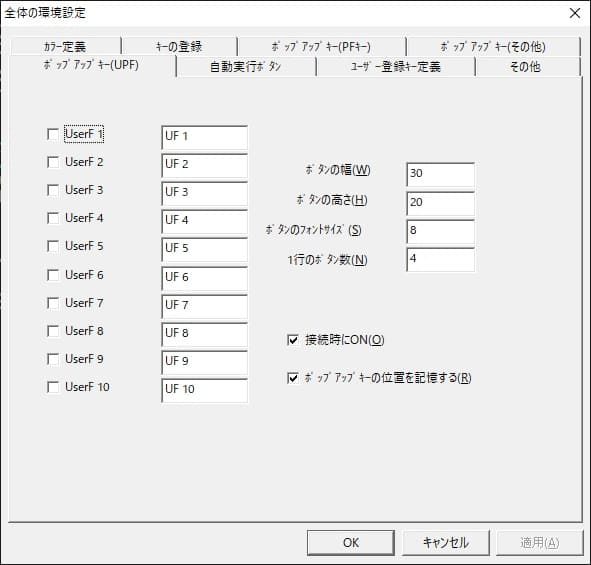 全体の環境設定
ｶﾗｰ定義
ｷｰの登録
ﾎﾟｯﾌﾟｱｯﾌﾟｷｰ(PFｷｰ)
ﾎﾟｯﾌﾟｱｯﾌﾟｷｰ(その他)
ﾎﾟｯﾌﾟｱｯﾌﾟｷｰ(UPF)
自動実行ﾎﾞﾀﾝ
ﾕｰｻﾞｰ登録ｷｰ定義
その他
UserF 1
UF 1
UserF 2
UF 2
UserF 3
UF 3
UserF 4
UF 4
UserF 5
UF 5
UserF 6
UF 6
UserF 7
UF 7
UserF 8
UF 8
UserF 9
UF 9
UserF 10
UF 10
ﾎﾞﾀﾝの幅(W)
30
ﾎﾞﾀﾝの高さ(H)
20
ﾎﾞﾀﾝのﾌｫﾝﾄｻｲｽﾞ(S)
8
1行のﾎﾞﾀﾝ数(N)
4
接続時にON(O)
ﾎﾟｯﾌﾟｱｯﾌﾟｷｰの位置を記憶する(R)
OK
キャンセル
適用(A)